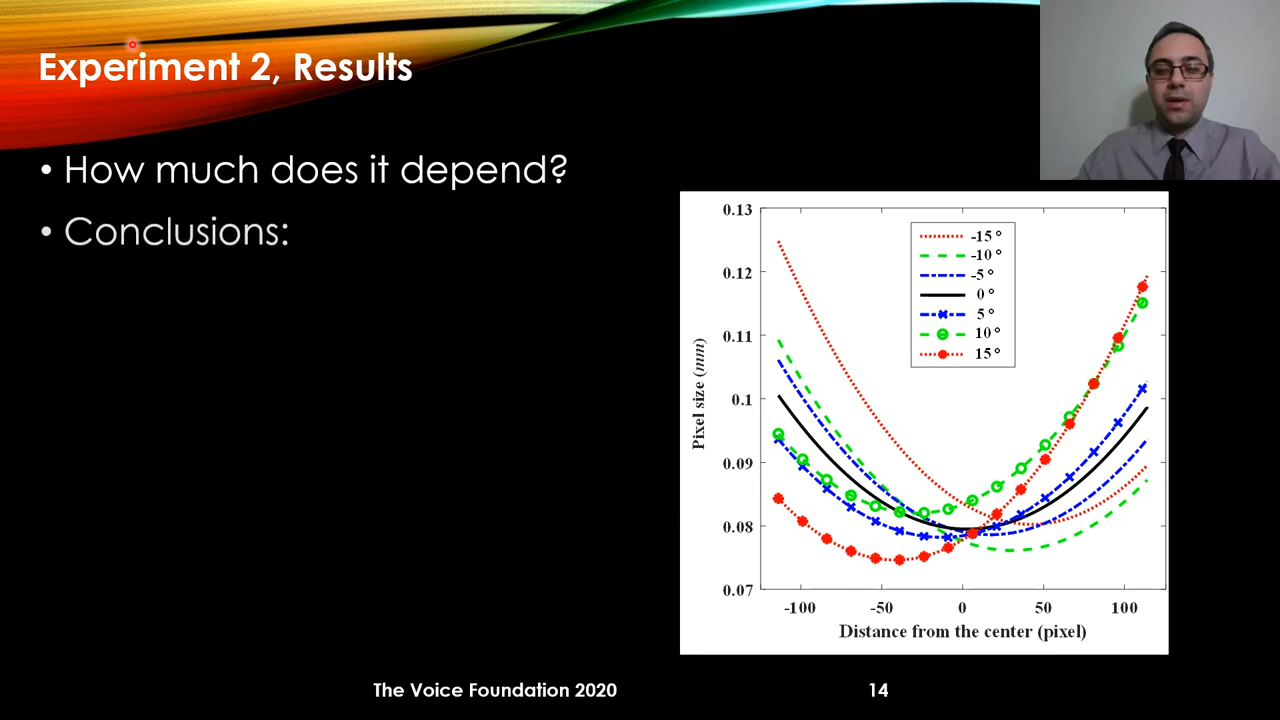 Experiment 2, Results
• How much does it depend?
• Conclusions:
0.13
0.12
0.11
0.1
0.09
0.08
0.07
Pixel size (mm)
-15 °
-10 °
-5 °
0 °
5 °
10 °
15 °
-100 -50 0 50 100
Distance from the center (pixel)
The Voice Foundation 2020 14